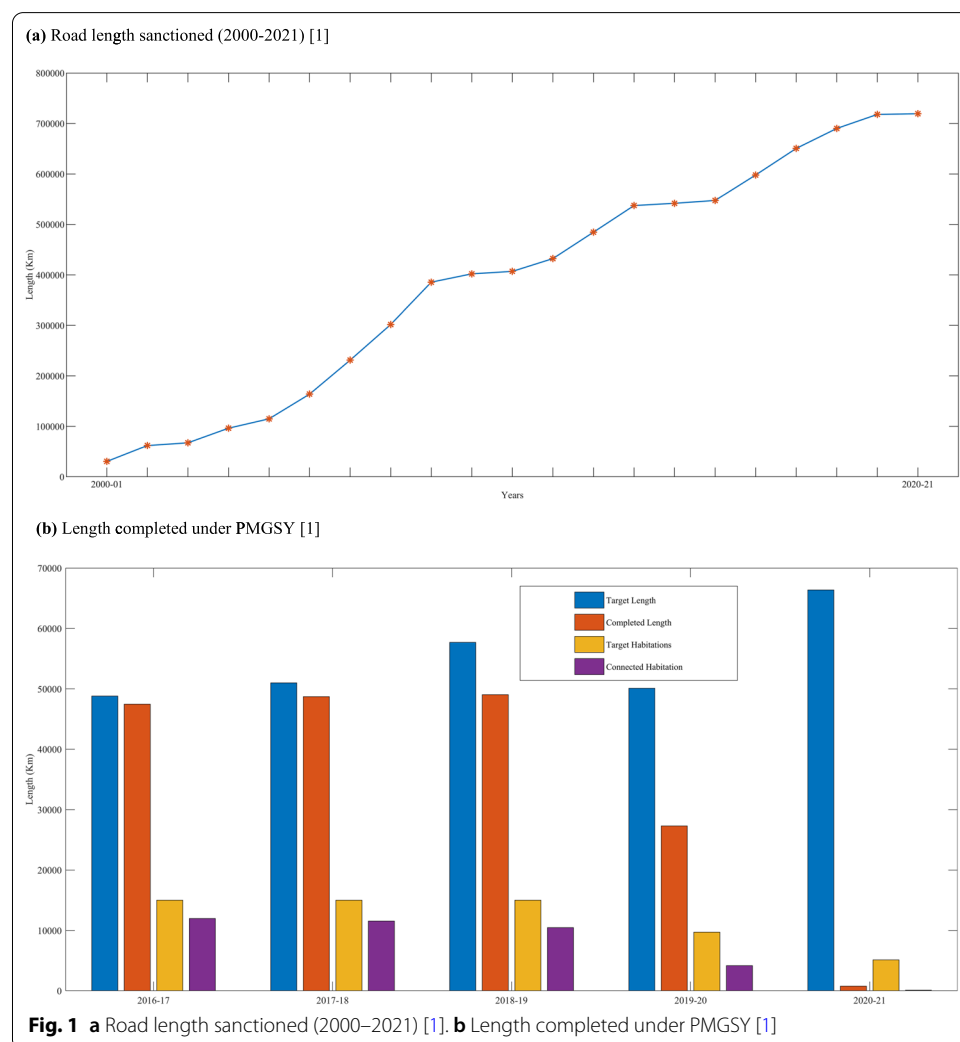 (a) Road length sanctioned (2000-2021) [1]
800000
700000
600000
500000
400000
300000
200000
100000
0
Length (Km)
2000-01
2020-21
Years
(b) Length completed under PMGSY [1]
70000
60000
50000
40000
30000
20000
10000
0
Length (Km)
Target Length
Completed Length
Target Habitations
Connected Habitation
2016-17
2017-18
2018-19
2019-20
2020-21
Fig. 1 a Road length sanctioned (2000–2021) [1]. b Length completed under PMGSY [1]